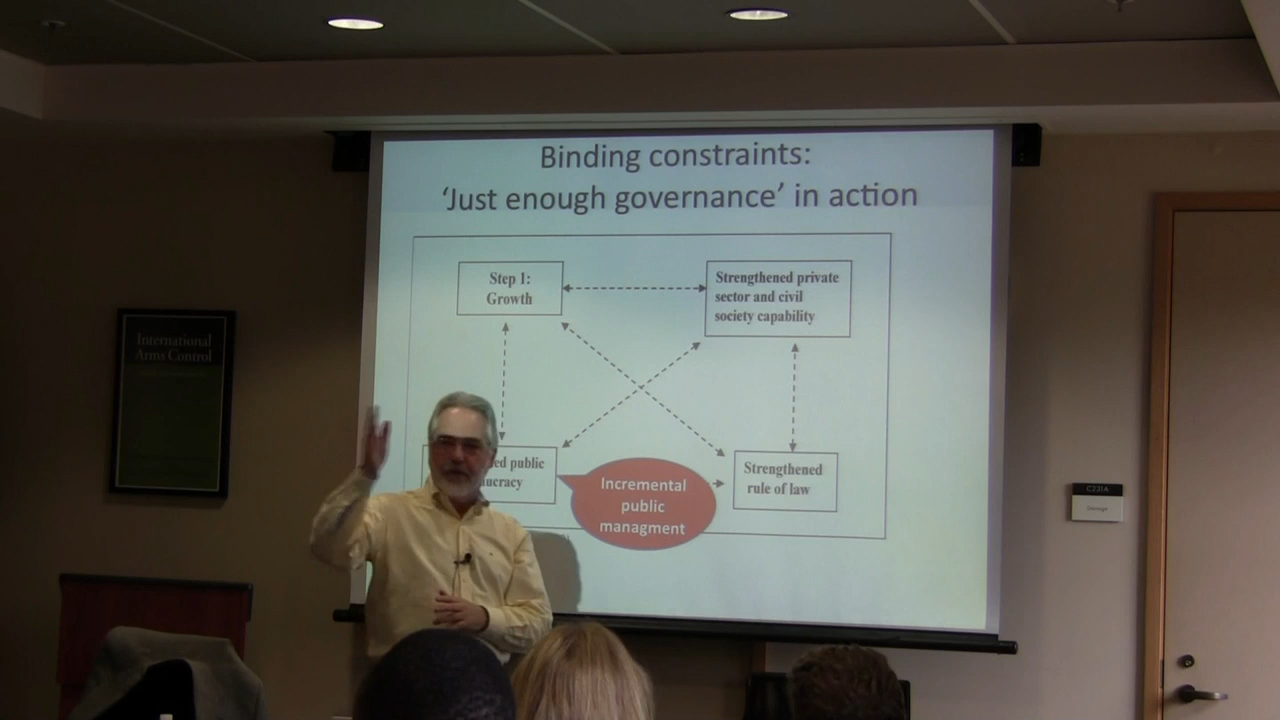 Binding constraints:
‘Just enough governance’ in action
Step 1:
Growth
Strengthened private
sector and civil
society capability
ed public
ucracy
Incremental
public
managment
Strengthened
rule of law
International
Arms Control
C231A